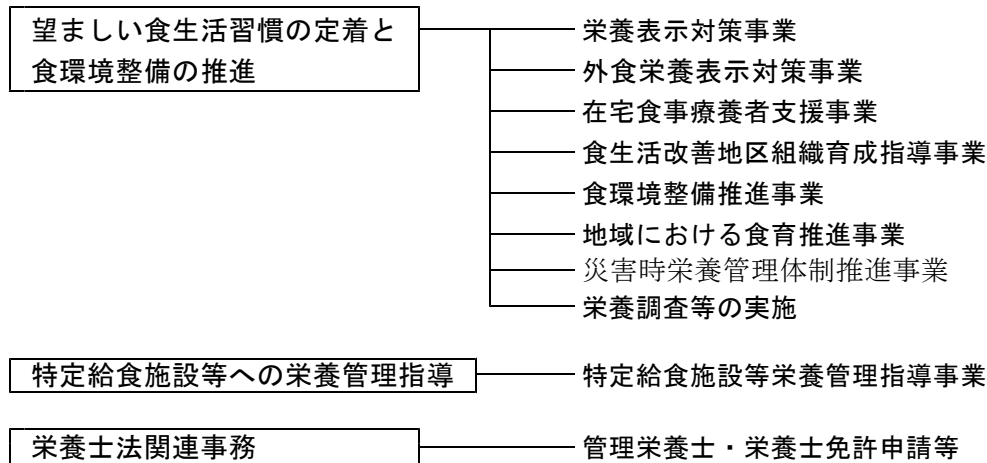 望ましい食生活習慣の定着と
食環境整備の推進
栄養表示対策事業
外食栄養表示対策事業
在宅食事療養者支援事業
食生活改善地区組織育成指導事業
食環境整備推進事業
地域における食育推進事業
災害時栄養管理体制推進事業
栄養調査等の実施
特定給食施設等への栄養管理指導
特定給食施設等栄養管理指導事業
栄養士法関連事務
管理栄養士・栄養士免許申請等